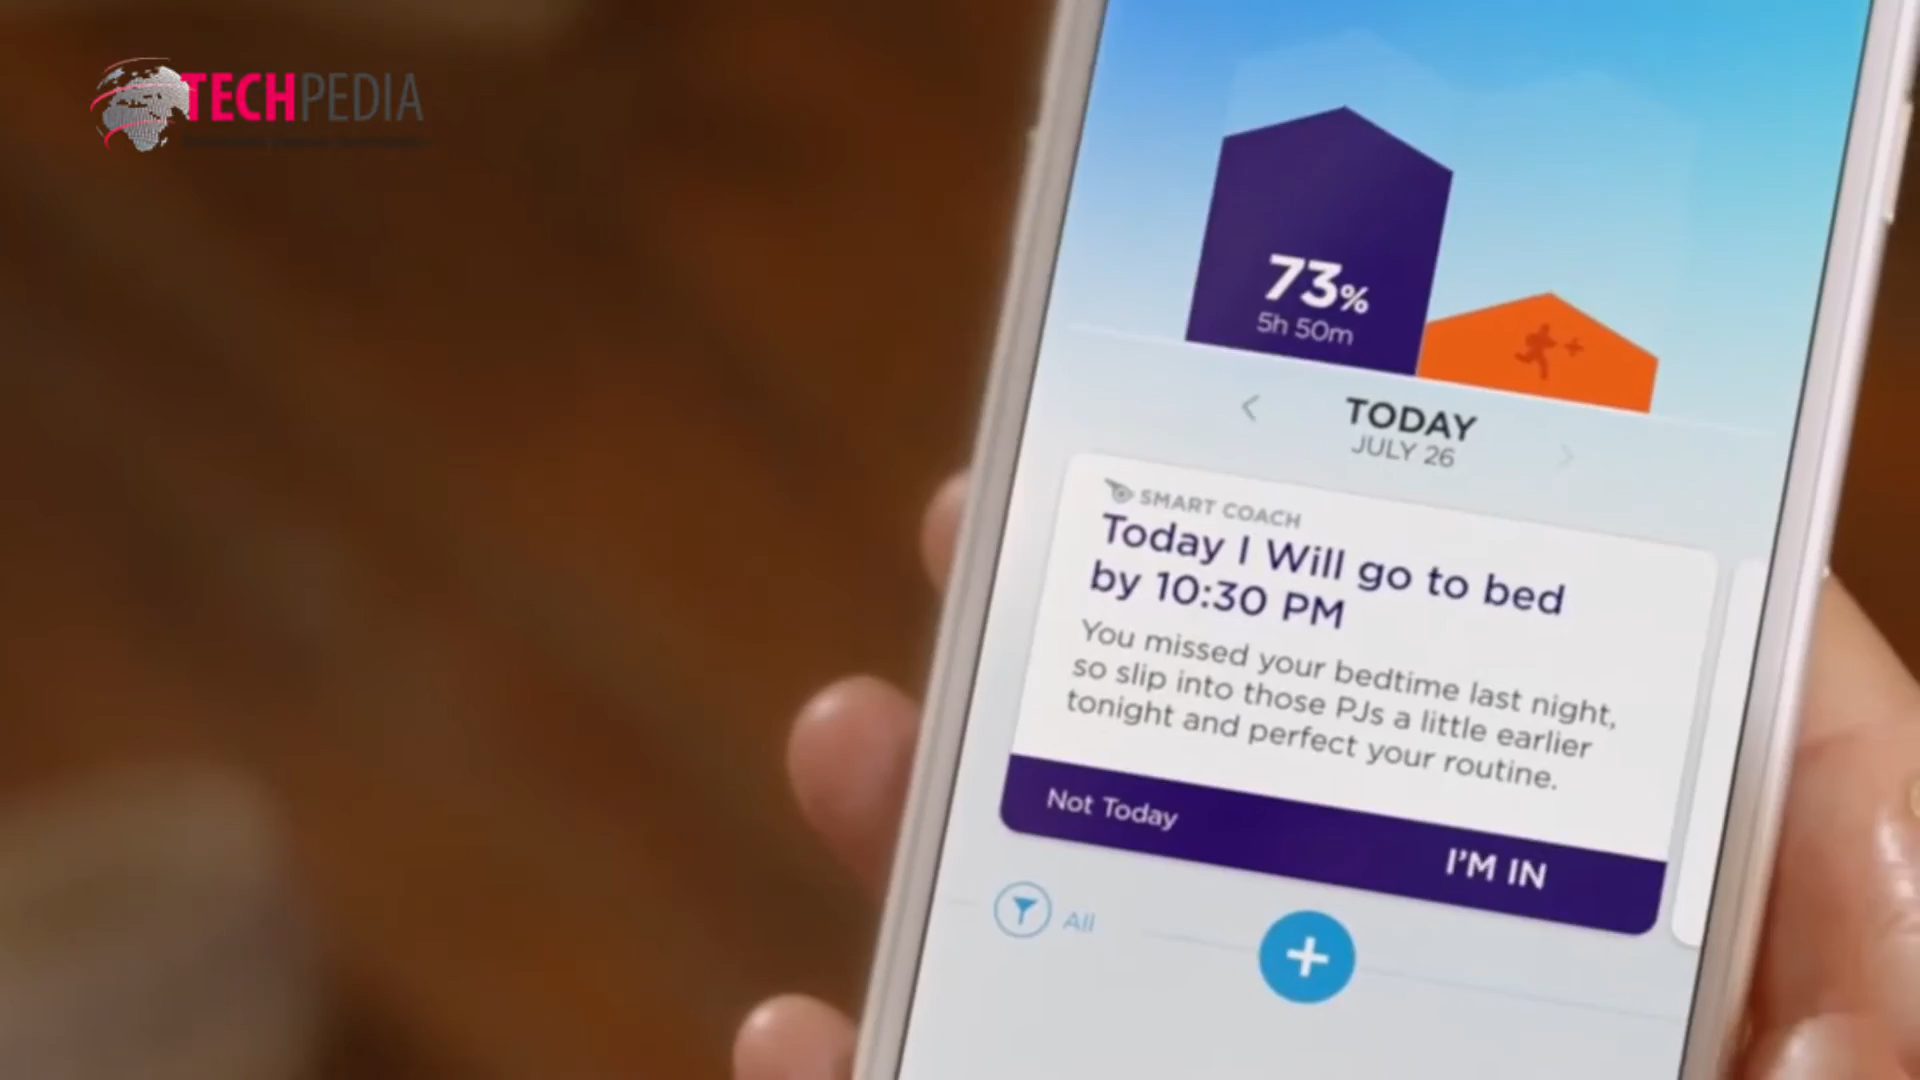 TECHPEDIA
73%
5h 50m
TODAY
JULY 26
SMART COACH
Today I Will go to bed
by 10:30 PM
You missed your bedtime last night,
so slip into those PJs a little earlier
tonight and perfect your routine.
Not Today
I'M IN
All